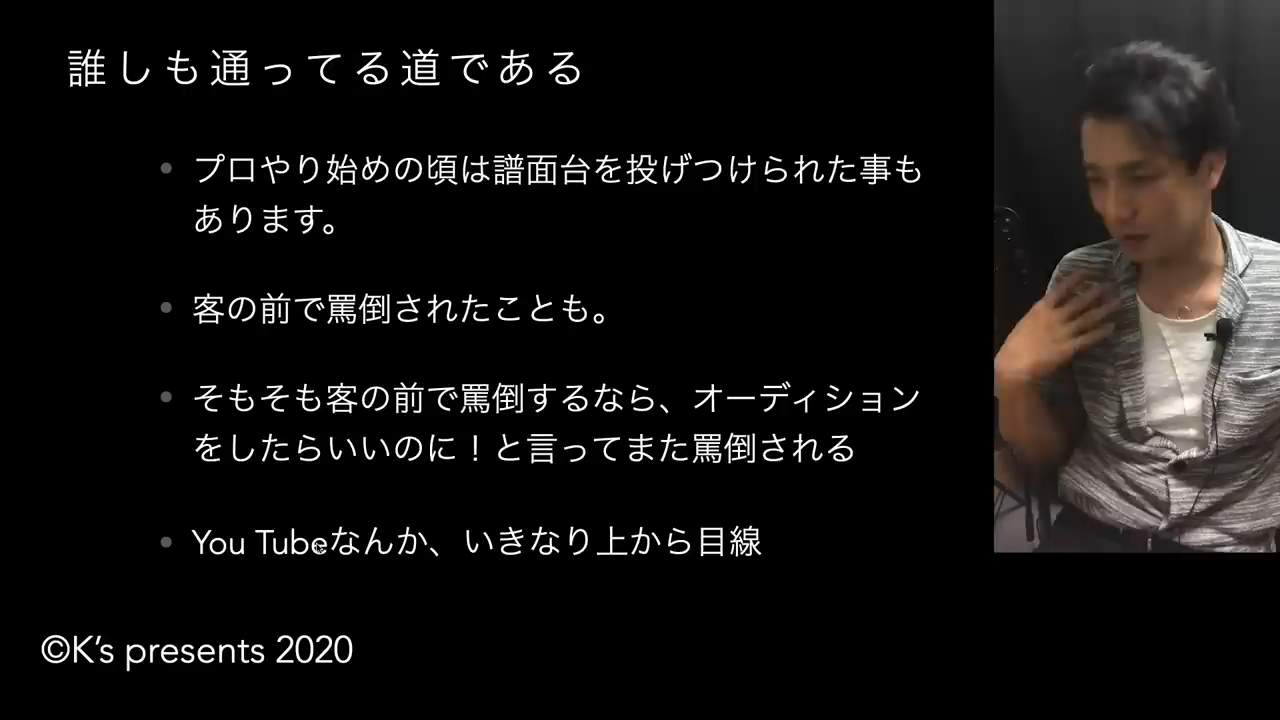 誰しも通ってる道である
プロやり始めの頃は譜面台を投げつけられた事も
あります。
客の前で罵倒されたことも。
そもそも客の前で罵倒するなら、オーディション
をしたらいいのに！と言ってまた罵倒される
You Tubeなんか、いきなり上から目線
©K's presents 2020